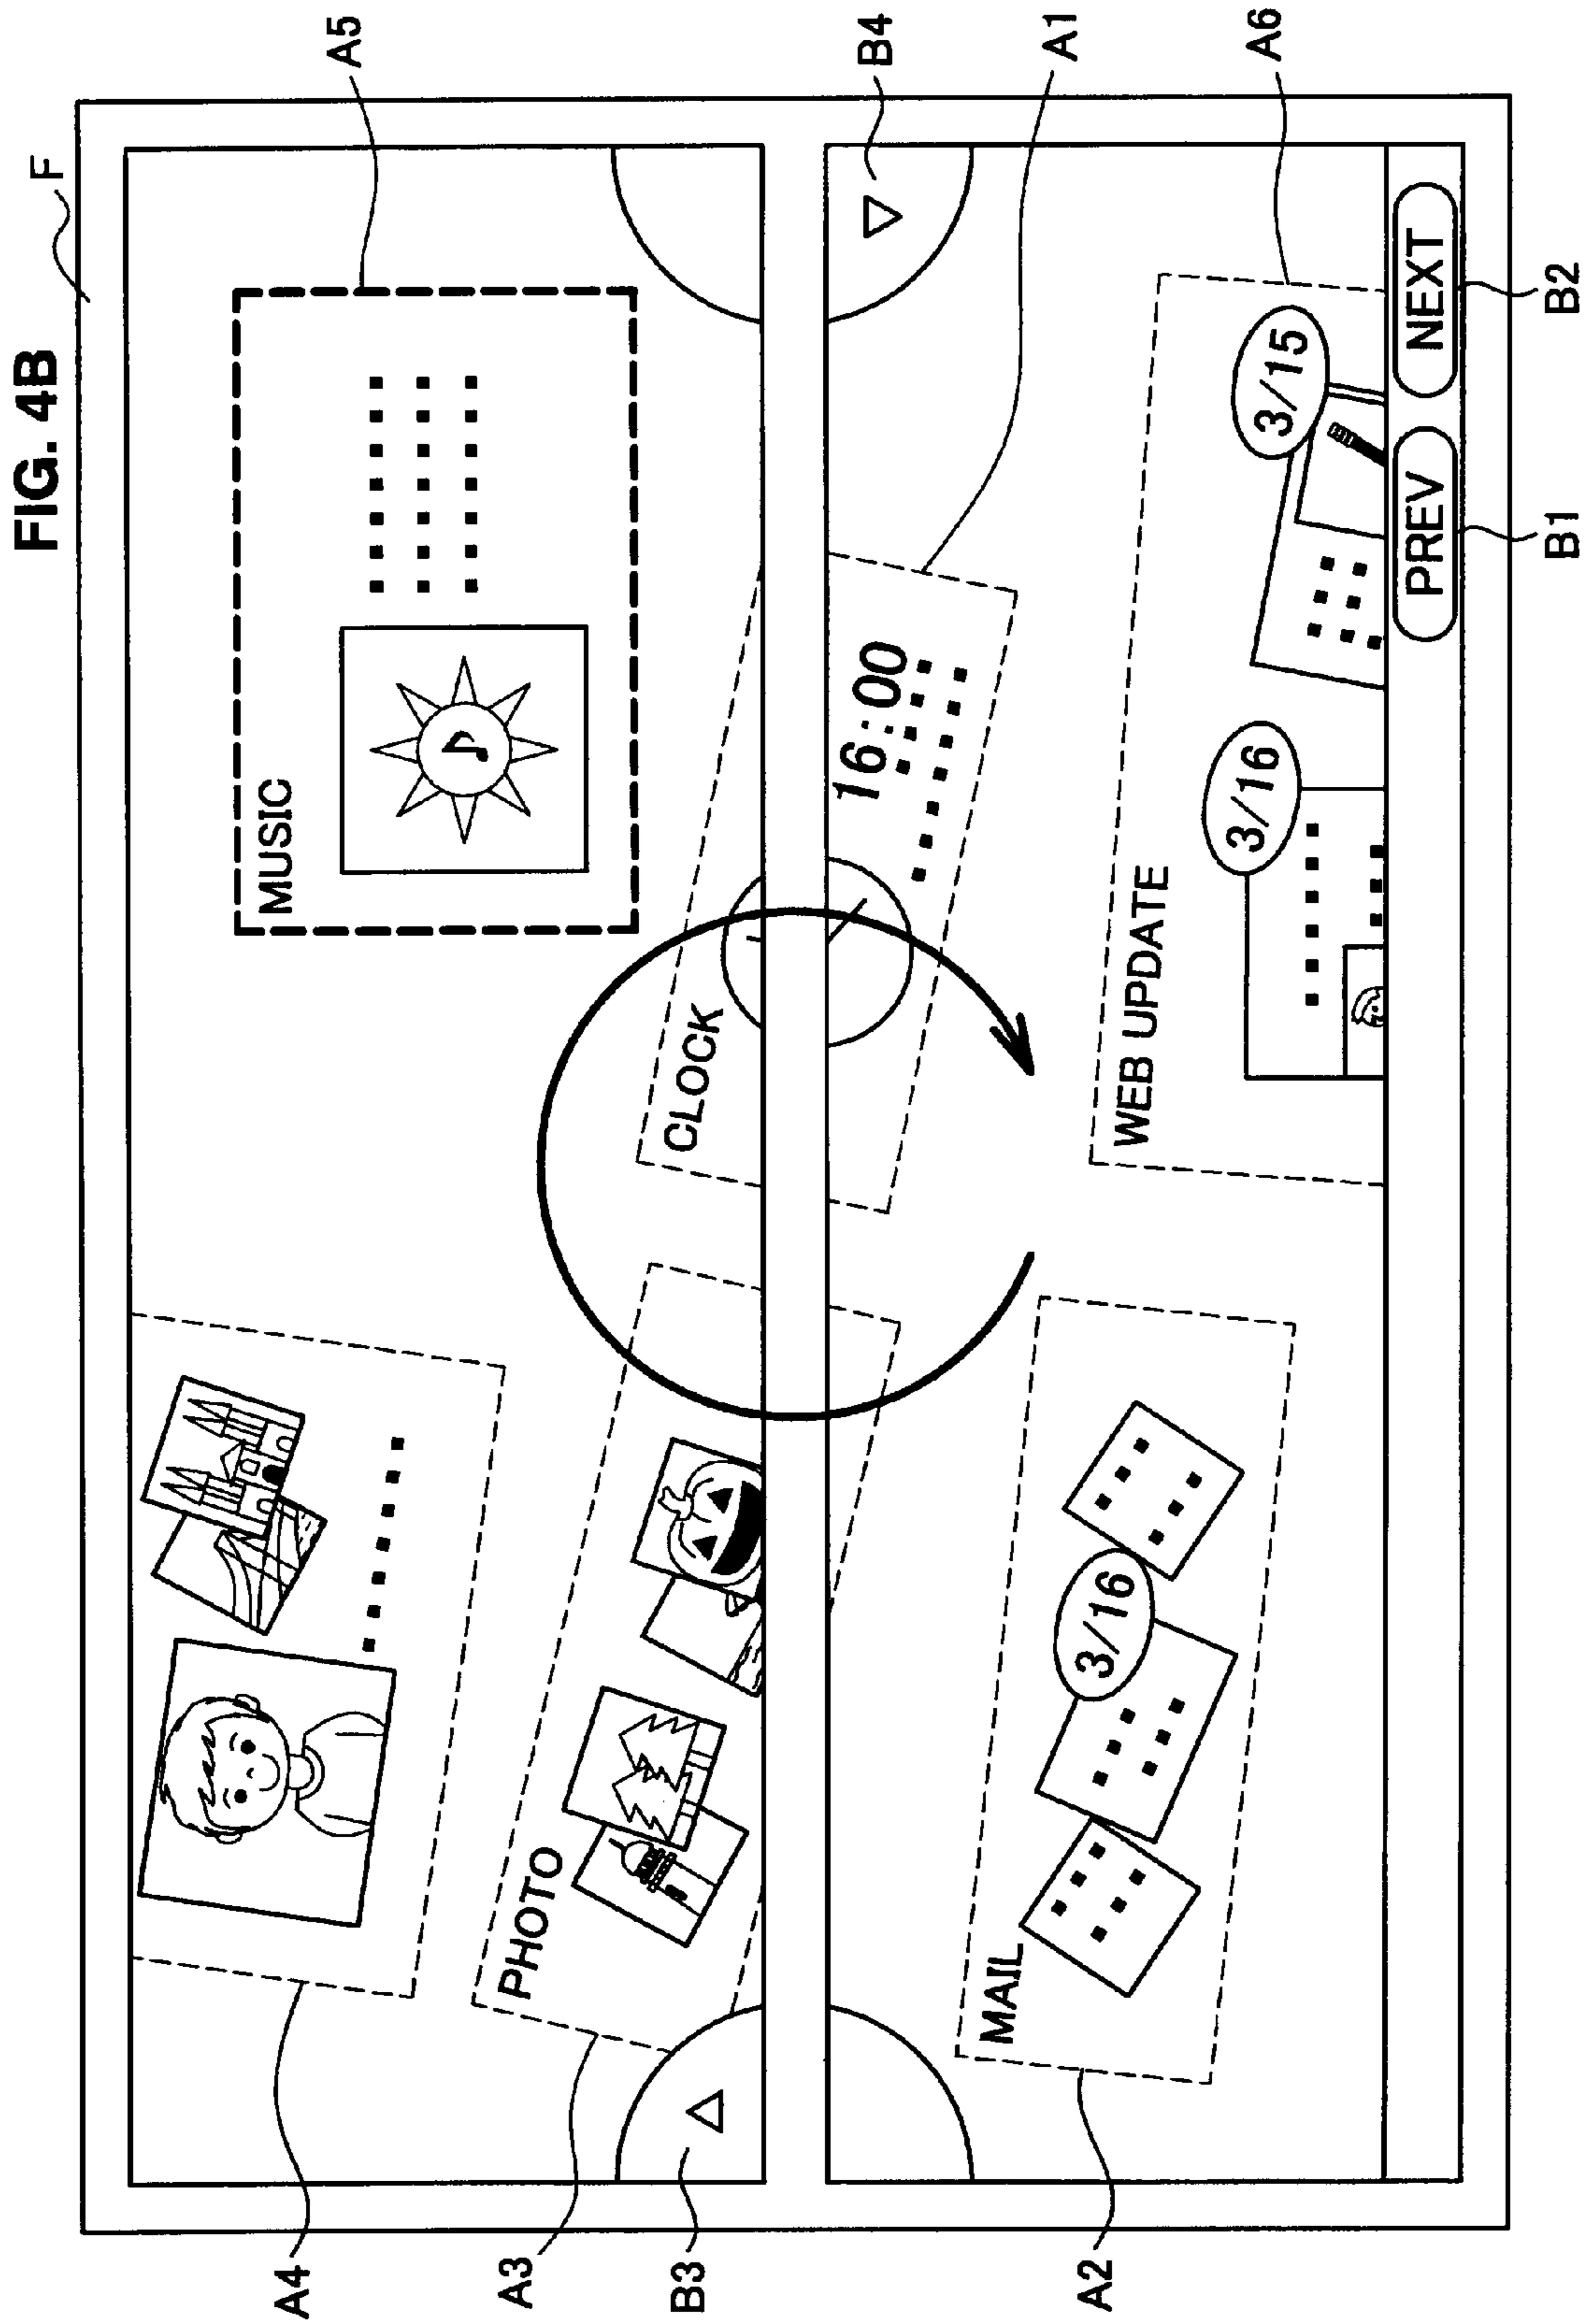 FIG. 4B
F
A4
A5
MUSIC
A3
PHOTO
B3
CLOCK
B4
16:00
A1
A2
MAIL
3/16
WEB UPDATE
3/16
3/15
A6
PREV
NEXT
B1
B2